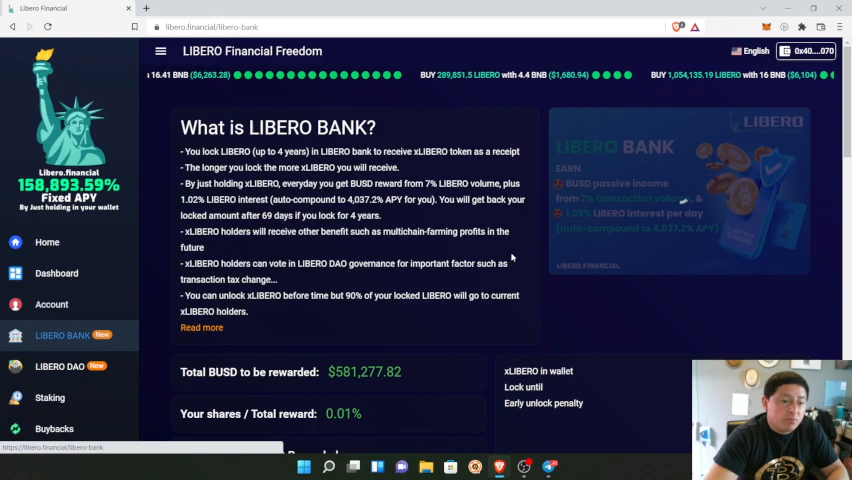 Libero Financial
libero.financial/libero-bank
LIBERO Financial Freedom
English
0x40....070
16.41 BNB ($6,263.28)
BUY 289,851.5 LIBERO with 4.4 BNB ($1,680.94)
BUY 1,054,135.19 LIBERO with 16 BNB ($6,104)
Libero.financial
158,893.59%
Fixed APY
By Just holding in your wallet
Home
Dashboard
Account
LIBERO BANK New
LIBERO DAO New
Staking
Buybacks
https://libero.financial/libero-bank
What is LIBERO BANK?
- You lock LIBERO (up to 4 years) in LIBERO bank to receive xLIBERO token as a receipt
- The longer you lock the more xLIBERO you will receive.
- By just holding xLIBERO, everyday you get BUSD reward from 7% LIBERO volume, plus
1.02% LIBERO interest (auto-compound to 4,037.2% APY for you). You will get back your
locked amount after 69 days if you lock for 4 years.
- xLIBERO holders will receive other benefit such as multichain-farming profits in the
future
- xLIBERO holders can vote in LIBERO DAO governance for important factor such as
transaction tax change...
- You can unlock xLIBERO before time but 90% of your locked LIBERO will go to current
xLIBERO holders.
Read more
LIBERO
LIBERO BANK
EARN
BUSD passive income
from 7% transaction volume, &
1.02% LIBERO interest per day
(auto-compound to 4,037.2% APY)
LIBERO.FINANCIAL
Total BUSD to be rewarded: $581,277.82
Your shares / Total reward: 0.01%
xLIBERO in wallet
Lock until
Early unlock penalty